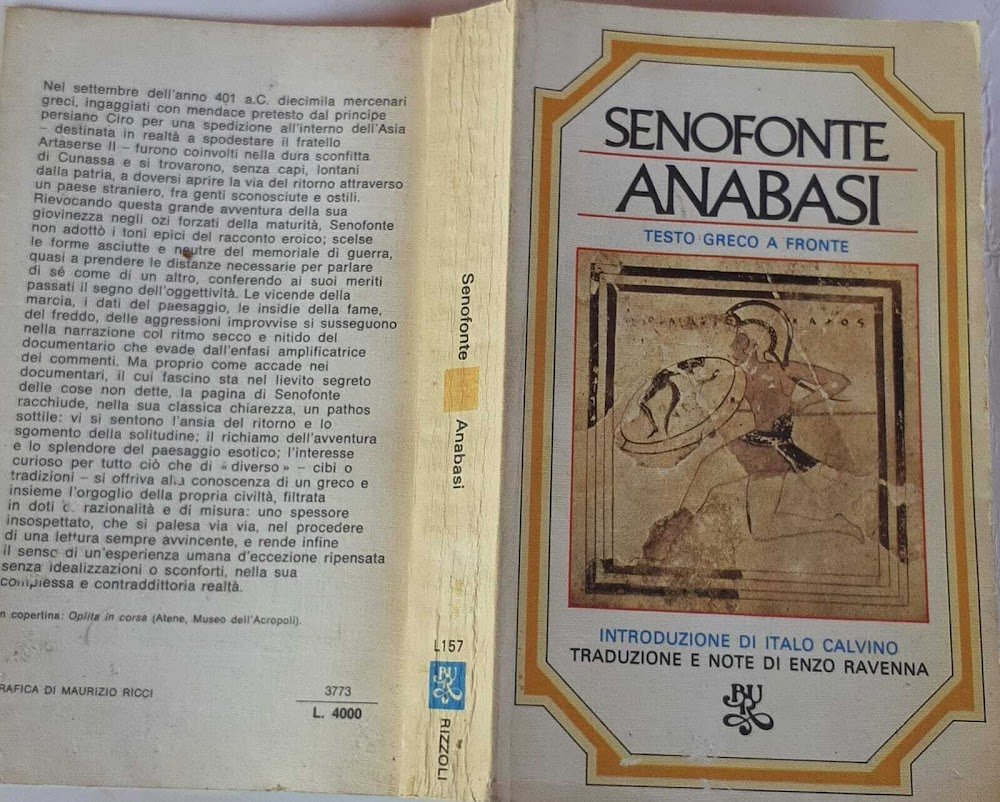 Nel settembre dell'anno 401 a.C. diecimila mercenari
greci, ingaggiati con mendace pretesto dal principe
persiano Ciro per una spedizione all'interno dell'Asia
– destinata in realtà a spodestare il fratello
Artaserse II – furono coinvolti nella dura sconfitta
di Cunassa e si trovarono, senza capi, lontani
dalla patria, a doversi aprire la via del ritorno attraverso
un paese straniero, fra genti sconosciute e ostili.
Rievocando questa grande avventura della sua
giovinezza negli ozi forzati della maturità, Senofonte
non adottò i toni epici del racconto eroico; scelse
le forme asciutte e neutre del memoriale di guerra,
quasi a prendere le distanze necessarie per parlare
di sé come di un altro, conferendo ai suoi meriti
passati il segno dell'oggettività. Le vicende della
marcia, i dati del paesaggio, le insidie della fame,
del freddo, delle aggressioni improvvise si susseguono
nella narrazione col ritmo secco e nitido del
documentario che evade dall'enfasi amplificatrice
dei commenti. Ma proprio come accade nei
documentari, il cui fascino sta nel lievito segreto
delle cose non dette, la pagina di Senofonte
racchiude, nella sua classica chiarezza, un pathos
sottile: vi si sentono l'ansia del ritorno e lo
sgomento della solitudine; il richiamo dell'avventura
e lo splendore del paesaggio esotico; l'interesse
curioso per tutto ciò che di «diverso» – cibi o
tradizioni – si offriva alla conoscenza di un greco e
insieme l'orgoglio della propria civiltà, filtrata
in doti di razionalità e di misura: uno spessore
insospettato, che si palesa via via, nel procedere
di una lettura sempre avvincente, e rende infine
il senso di un'esperienza umana d'eccezione ripensata
senza idealizzazioni o sconforti, nella sua
complessa e contraddittoria realtà.
n copertina: Oplita in corsa (Atene, Museo dell'Acropoli).
RAFICA DI MAURIZIO RICCI
3773
L. 4000
Senofonte Anabasi
L157
BUR
RIZZOLI
SENOFONTE
ANABASI
TESTO GRECO A FRONTE
INTRODUZIONE DI ITALO CALVINO
TRADUZIONE E NOTE DI ENZO RAVENNA
BUR